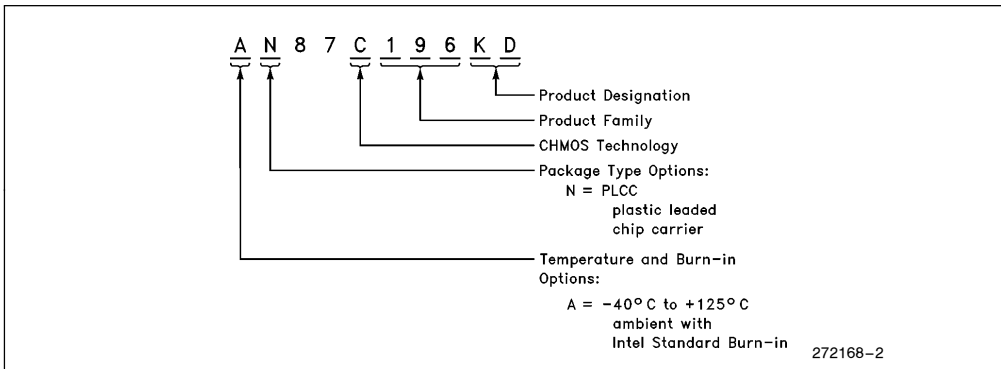 A N 8 7 C 1 9 6 K D
Product Designation
Product Family
CHMOS Technology
Package Type Options:
N = PLCC
plastic leaded
chip carrier
Temperature and Burn-in
Options:
A = -40°C to +125°C
ambient with
Intel Standard Burn-in
272168-2